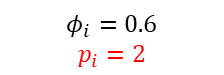 ϕᵢ = 0.6
pᵢ = 2